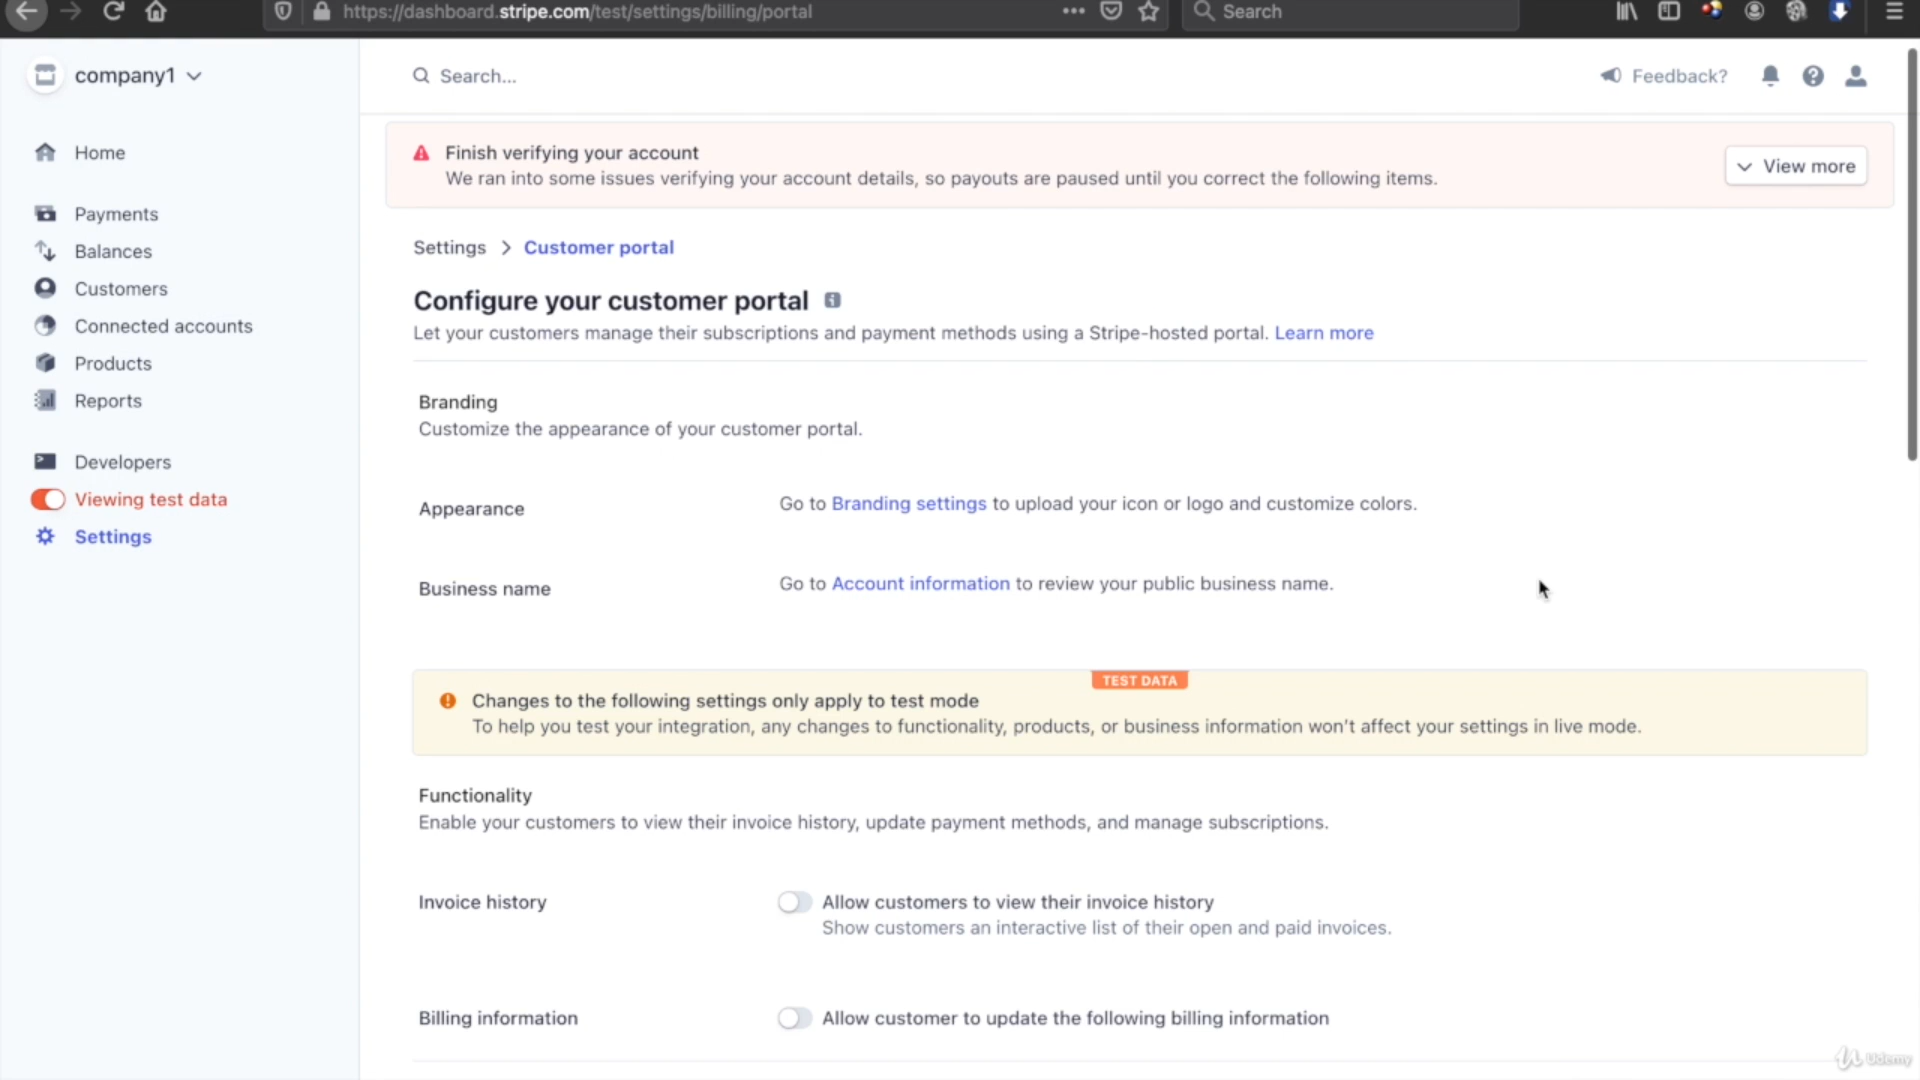 https://dashboard.stripe.com/test/settings/billing/portal
Search
company1
Search...
Feedback?
Home
Payments
Balances
Customers
Connected accounts
Products
Reports
Developers
Viewing test data
Settings
Finish verifying your account
We ran into some issues verifying your account details, so payouts are paused until you correct the following items.
View more
Settings > Customer portal
Configure your customer portal
Let your customers manage their subscriptions and payment methods using a Stripe-hosted portal. Learn more
Branding
Customize the appearance of your customer portal.
Appearance
Go to Branding settings to upload your icon or logo and customize colors.
Business name
Go to Account information to review your public business name.
TEST DATA
Changes to the following settings only apply to test mode
To help you test your integration, any changes to functionality, products, or business information won't affect your settings in live mode.
Functionality
Enable your customers to view their invoice history, update payment methods, and manage subscriptions.
Invoice history
Allow customers to view their invoice history
Show customers an interactive list of their open and paid invoices.
Billing information
Allow customer to update the following billing information
Udemy